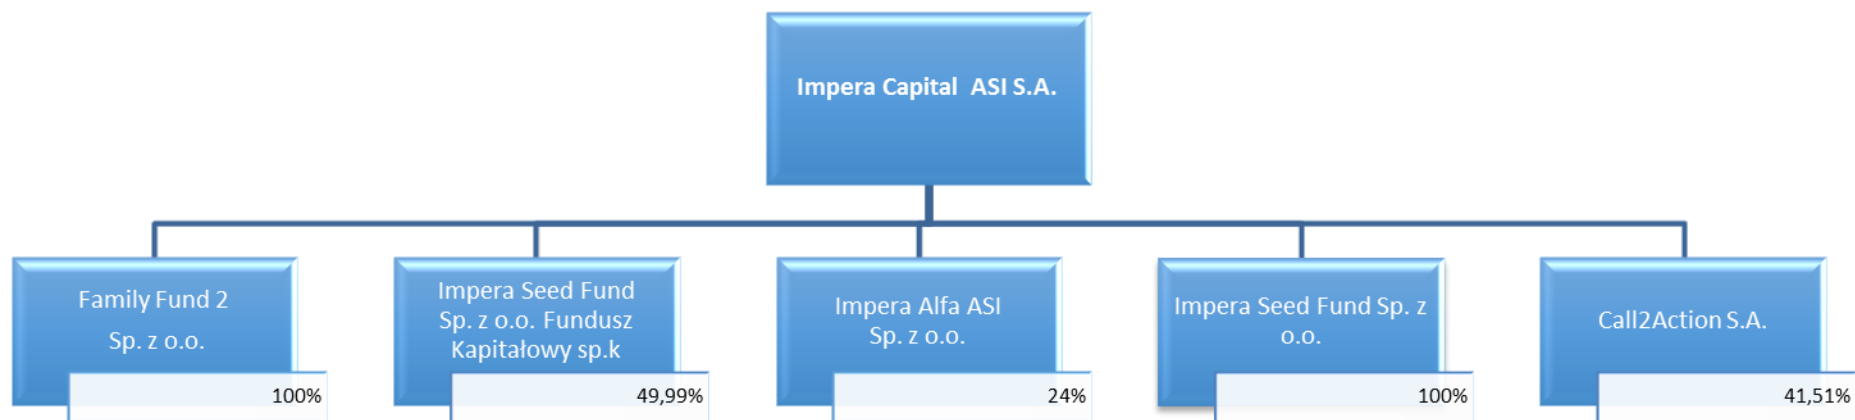 Impera Capital ASI S.A.
Family Fund 2
Sp. z o.o.
100%
Impera Seed Fund
Sp. z o.o. Fundusz
Kapitałowy sp.k
49,99%
Impera Alfa ASI
Sp. z o.o.
24%
Impera Seed Fund Sp. z
o.o.
100%
Call2Action S.A.
41,51%